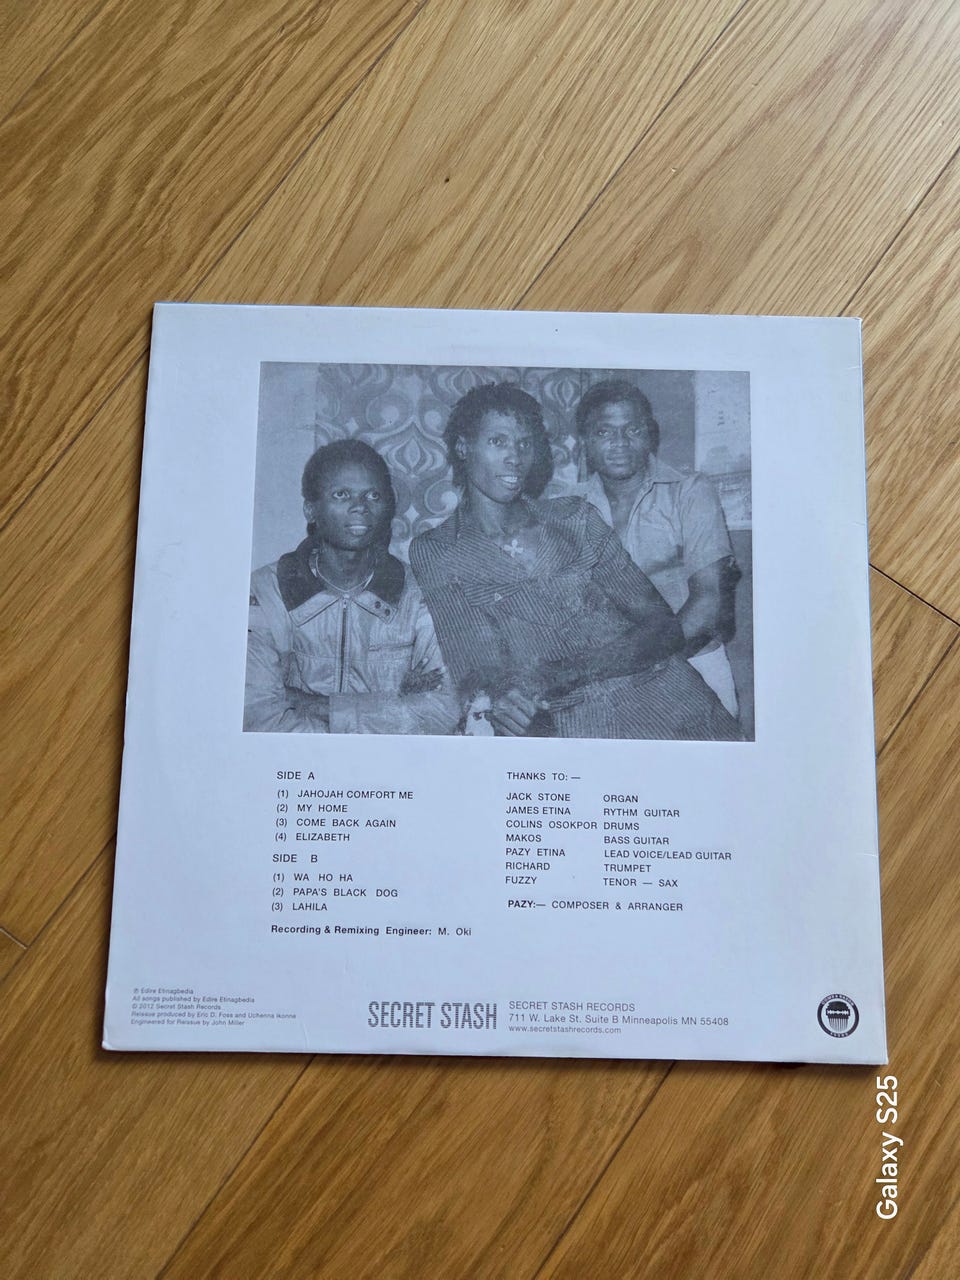 SIDE A
(1) JAHOJAH COMFORT ME
(2) MY HOME
(3) COME BACK AGAIN
(4) ELIZABETH
SIDE B
(1) WA HO HA
(2) PAPA'S BLACK DOG
(3) LAHILA
Recording & Remixing Engineer: M. Oki
THANKS TO: —
JACK STONE ORGAN
JAMES ETINA RYTHM GUITAR
COLINS OSOKPOR DRUMS
MAKOS BASS GUITAR
PAZY ETINA LEAD VOICE/LEAD GUITAR
RICHARD TRUMPET
FUZZY TENOR — SAX
PAZY:— COMPOSER & ARRANGER
℗ Edire Etinagbedia
All songs published by Edire Etinagbedia
© 2012 Secret Stash Records
Reissue produced by Eric D. Foss and Uchenna Ikonne
Engineered for Reissue by John Miller
SECRET STASH
SECRET STASH RECORDS
711 W. Lake St. Suite B Minneapolis MN 55408
www.secretstashrecords.com
Galaxy S25